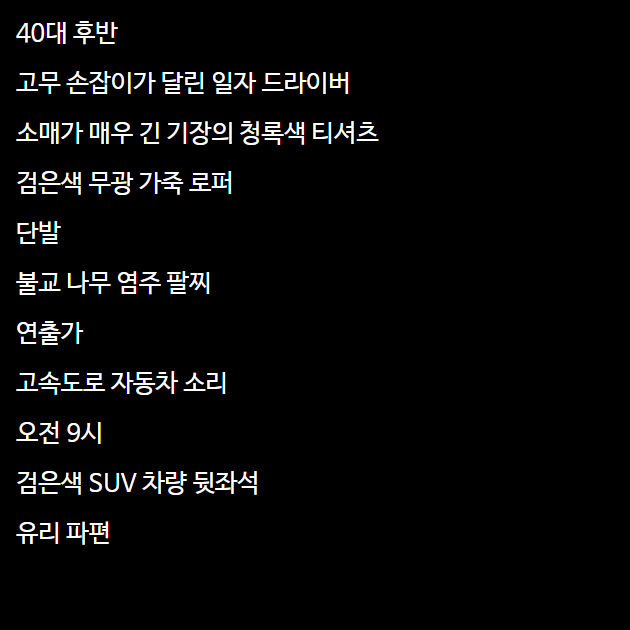 40대 후반
고무 손잡이가 달린 일자 드라이버
소매가 매우 긴 기장의 청록색 티셔츠
검은색 무광 가죽 로퍼
단발
불교 나무 염주 팔찌
연출가
고속도로 자동차 소리
오전 9시
검은색 SUV 차량 뒷좌석
유리 파편